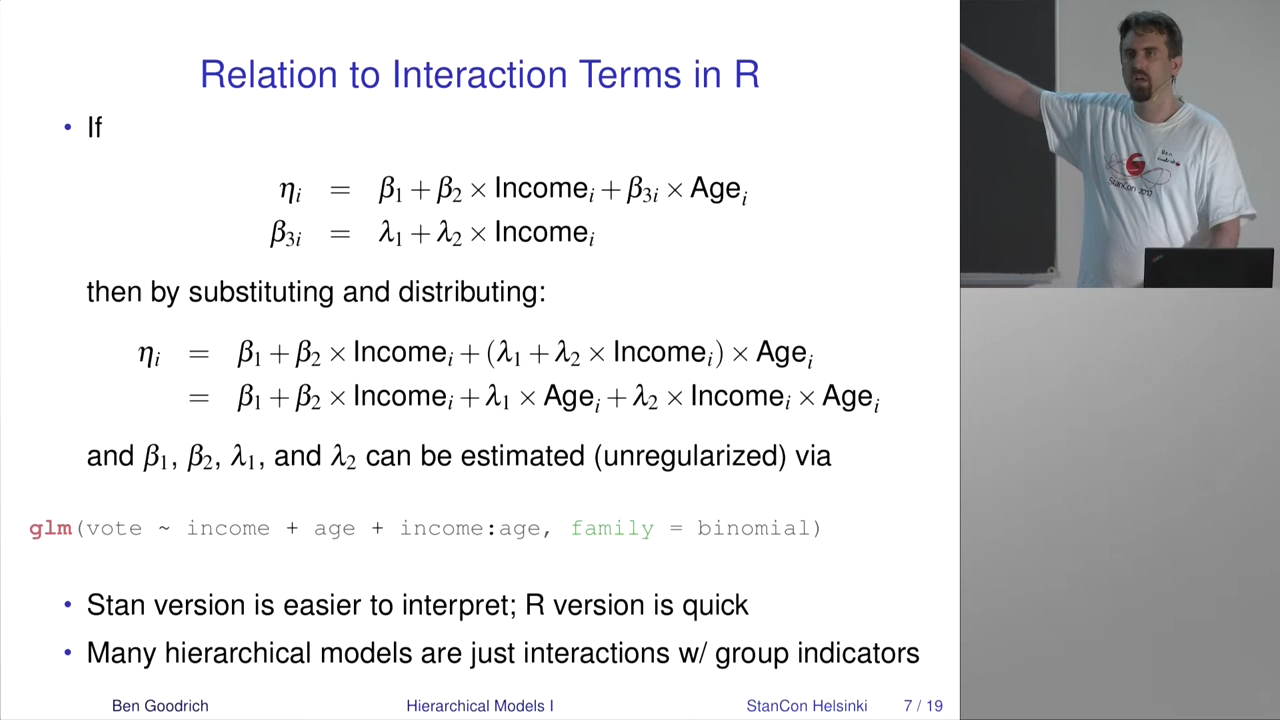 Relation to Interaction Terms in R
• If
ηᵢ = β₁ + β₂ × Incomeᵢ + β₃ᵢ × Ageᵢ
β₃ᵢ = λ₁ + λ₂ × Incomeᵢ
then by substituting and distributing:
ηᵢ = β₁ + β₂ × Incomeᵢ + (λ₁ + λ₂ × Incomeᵢ) × Ageᵢ
= β₁ + β₂ × Incomeᵢ + λ₁ × Ageᵢ + λ₂ × Incomeᵢ × Ageᵢ
and β₁, β₂, λ₁, and λ₂ can be estimated (unregularized) via
glm(vote ~ income + age + income:age, family = binomial)
• Stan version is easier to interpret; R version is quick
• Many hierarchical models are just interactions w/ group indicators
Ben Goodrich Hierarchical Models I StanCon Helsinki 7 / 19
Ben
StanCon 2017